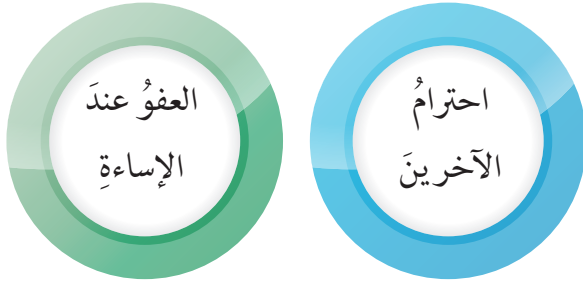 احترامُ
الآخرينَ
العفوُ عندَ
الإساءةِ